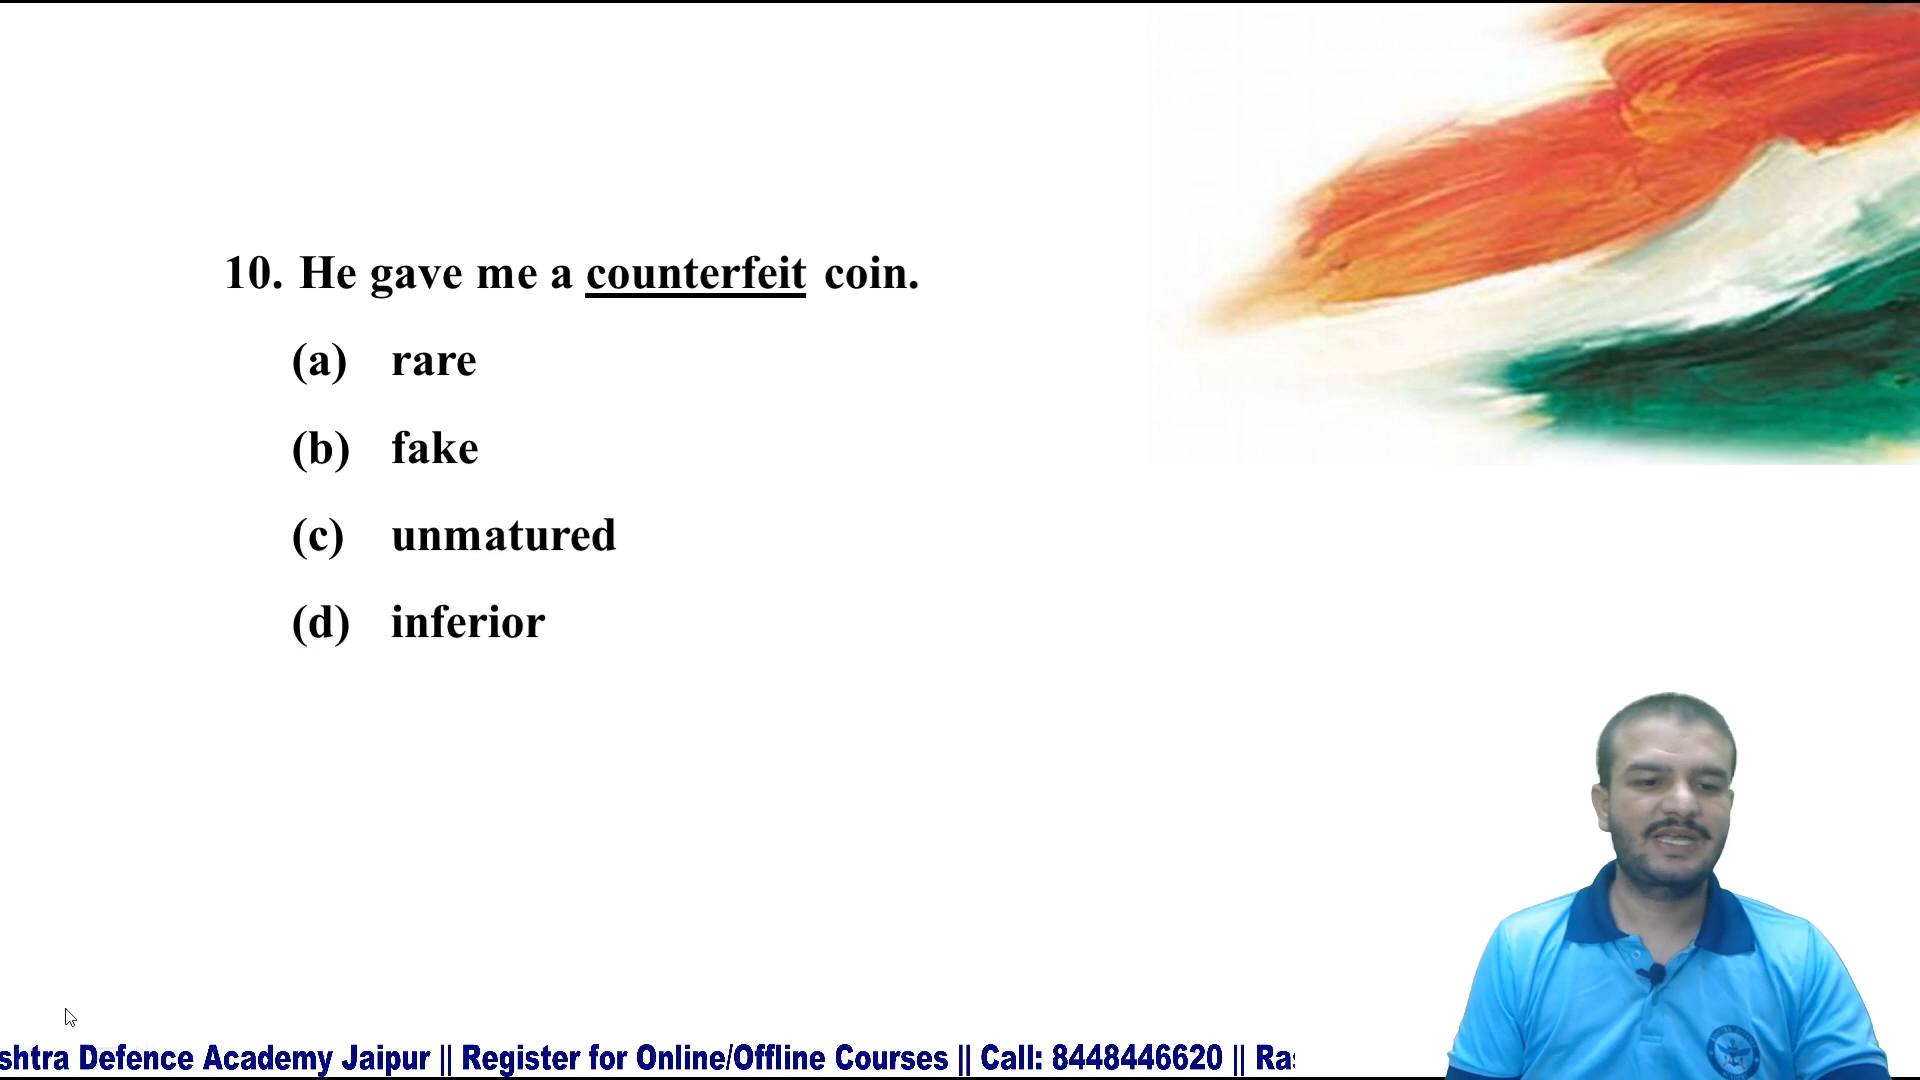 10. He gave me a counterfeit coin.
(a) rare
(b) fake
(c) unmatured
(d) inferior
shtra Defence Academy Jaipur || Register for Online/Offline Courses || Call: 8448446620 || Ras